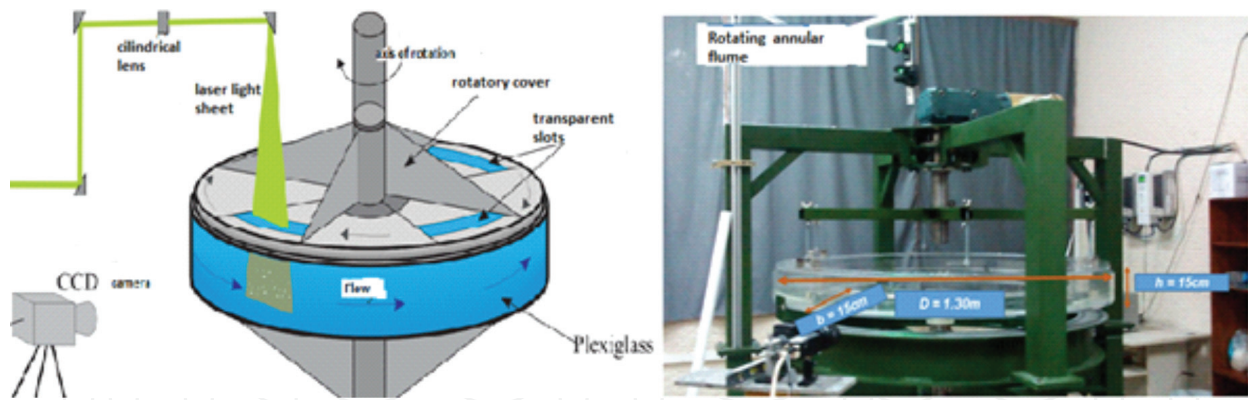 cilindrical
lens
laser light
sheet
axis of rotation
rotatory cover
transparent
slots
CCD camera
Flow
Plexiglass
Rotating annular
flume
b = 15cm
D = 1.30m
h = 15cm